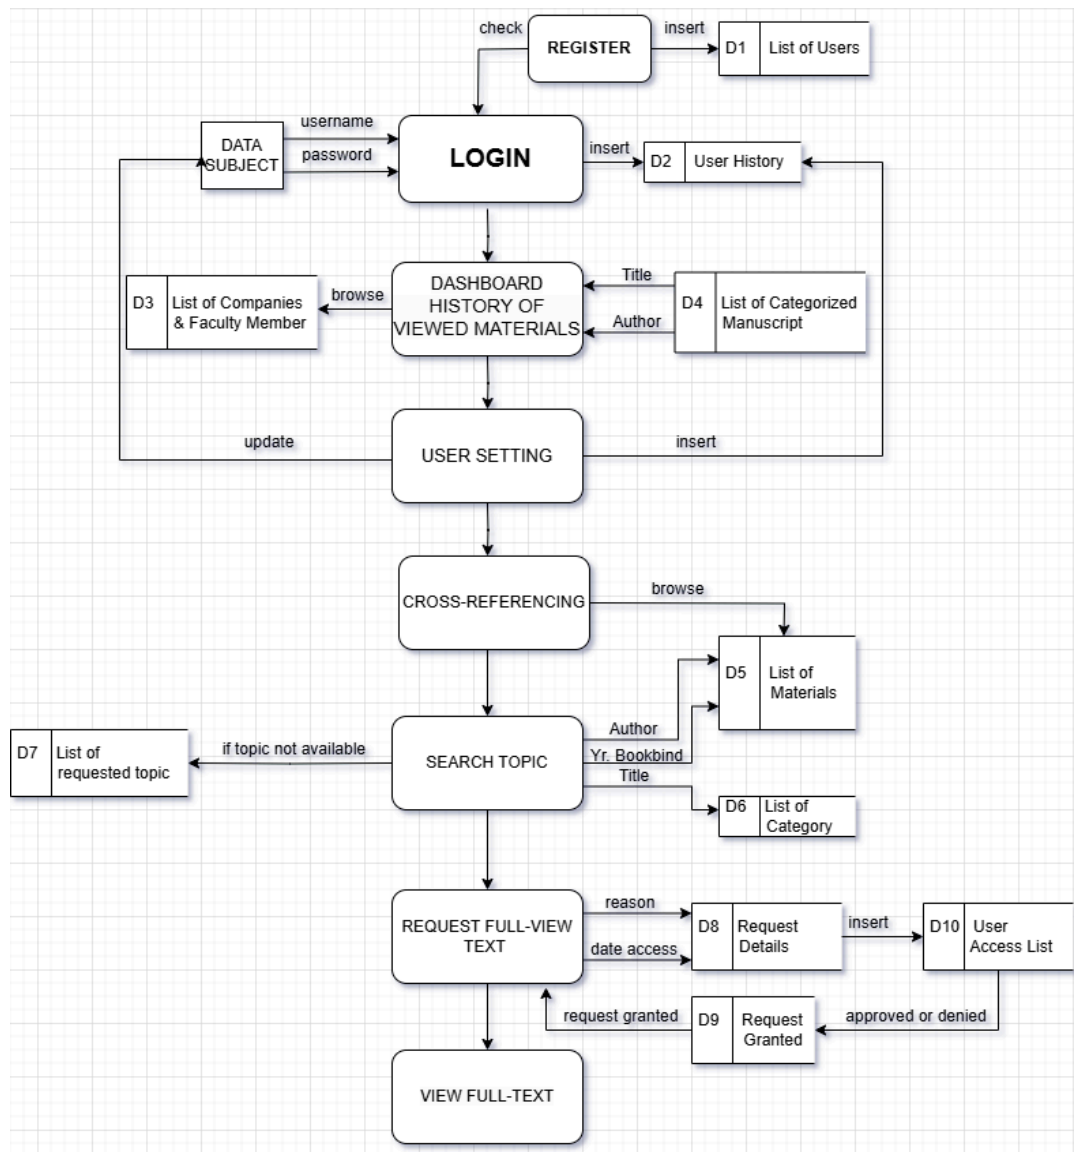 check
REGISTER
insert
D1
List of Users
DATA
SUBJECT
username
password
LOGIN
insert
D2
User History
D3
List of Companies
& Faculty Member
browse
DASHBOARD
HISTORY OF
VIEWED MATERIALS
Title
Author
D4
List of Categorized
Manuscript
update
USER SETTING
insert
CROSS-REFERENCING
browse
D5
List of
Materials
D7
List of
requested topic
if topic not available
SEARCH TOPIC
Author
Yr. Bookbind
Title
D6
List of
Category
REQUEST FULL-VIEW
TEXT
reason
date access
D8
Request
Details
insert
D10
User
Access List
request granted
D9
Request
Granted
approved or denied
VIEW FULL-TEXT